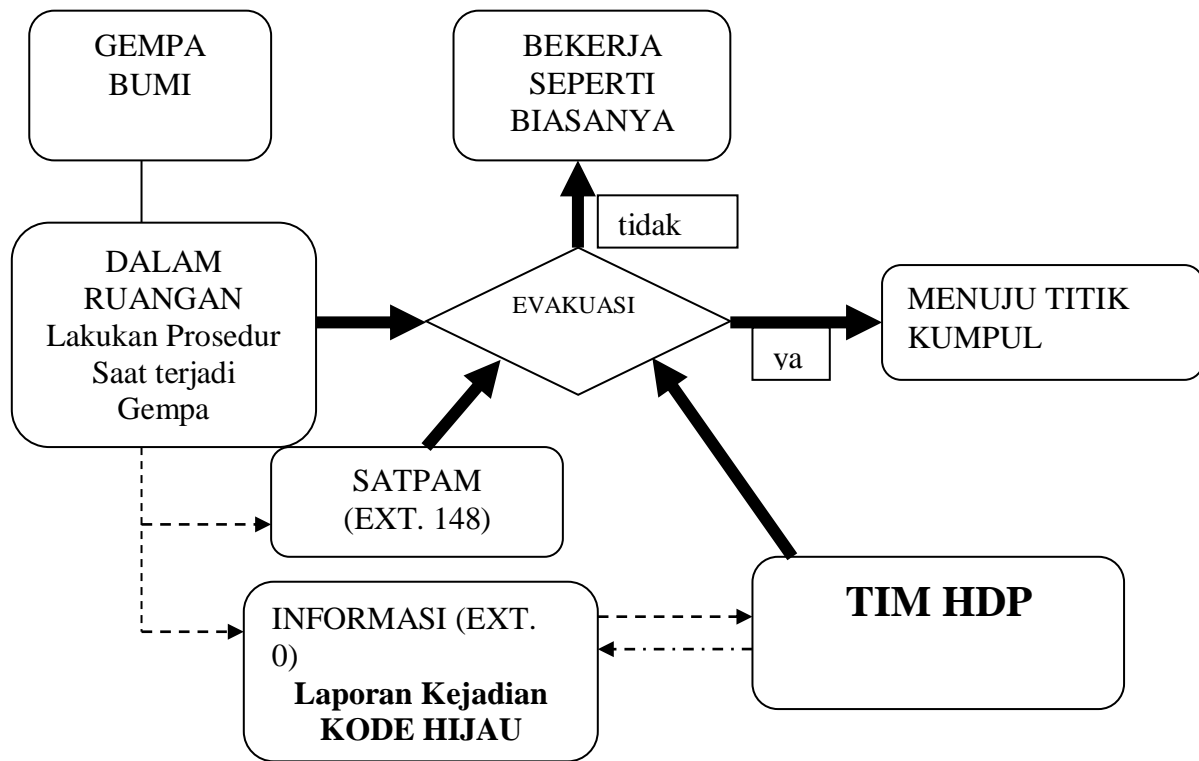 GEMPA
BUMI
BEKERJA
SEPERTI
BIASANYA
tidak
DALAM
RUANGAN
Lakukan Prosedur
Saat terjadi
Gempa
EVAKUASI
ya
MENUJU TITIK
KUMPUL
SATPAM
(EXT. 148)
INFORMASI (EXT.
0)
Laporan Kejadian
KODE HIJAU
TIM HDP